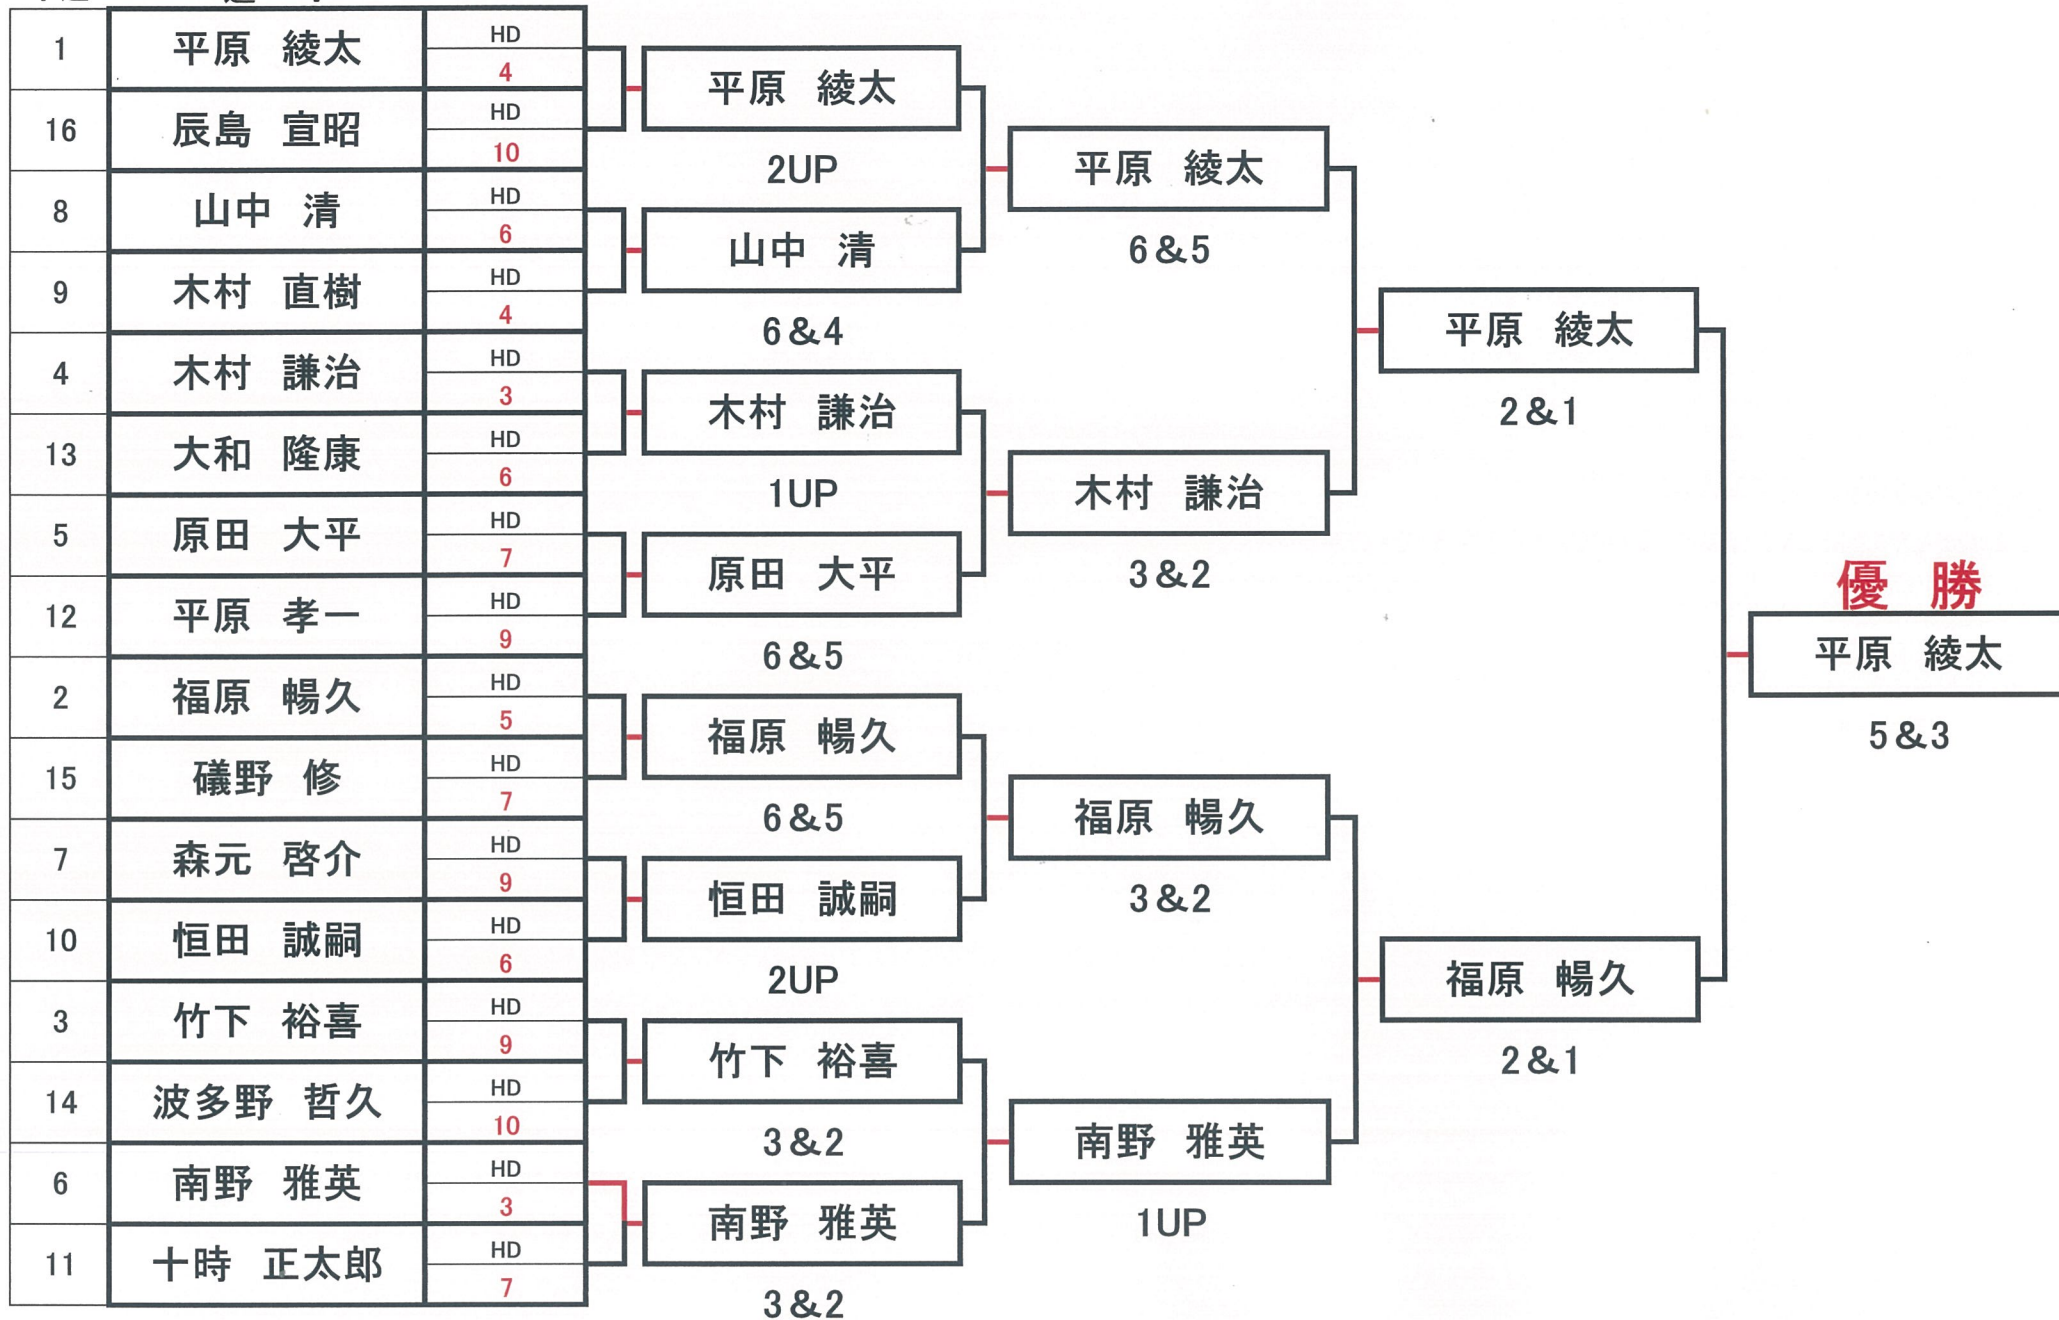 1 平原 綾太 HD 4
16 辰島 宣昭 HD 10
8 山中 清 HD 6
9 木村 直樹 HD 4
4 木村 謙治 HD 3
13 大和 隆康 HD 6
5 原田 大平 HD 7
12 平原 孝一 HD 9
2 福原 暢久 HD 5
15 礒野 修 HD 7
7 森元 啓介 HD 9
10 恒田 誠嗣 HD 6
3 竹下 裕喜 HD 9
14 波多野 哲久 HD 10
6 南野 雅英 HD 3
11 十時 正太郎 HD 7
平原 綾太
2UP
山中 清
6&4
木村 謙治
1UP
原田 大平
6&5
福原 暢久
6&5
恒田 誠嗣
2UP
竹下 裕喜
3&2
南野 雅英
3&2
平原 綾太
6&5
木村 謙治
3&2
福原 暢久
3&2
南野 雅英
1UP
平原 綾太
2&1
福原 暢久
2&1
優 勝
平原 綾太
5&3